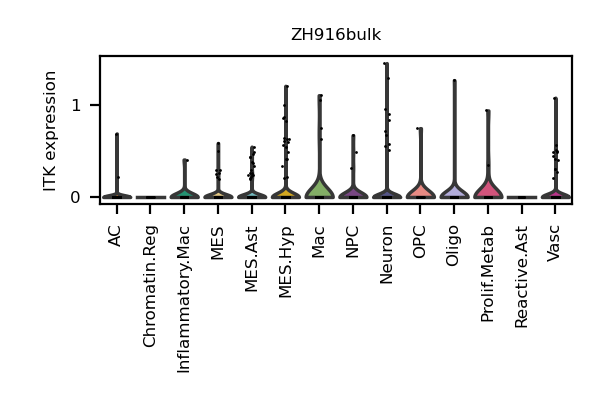 ZH916bulk
ITK expression
1
0
AC
Chromatin.Reg
Inflammatory.Mac
MES
MES.Ast
MES.Hyp
Mac
NPC
Neuron
OPC
Oligo
Prolif.Metab
Reactive.Ast
Vasc